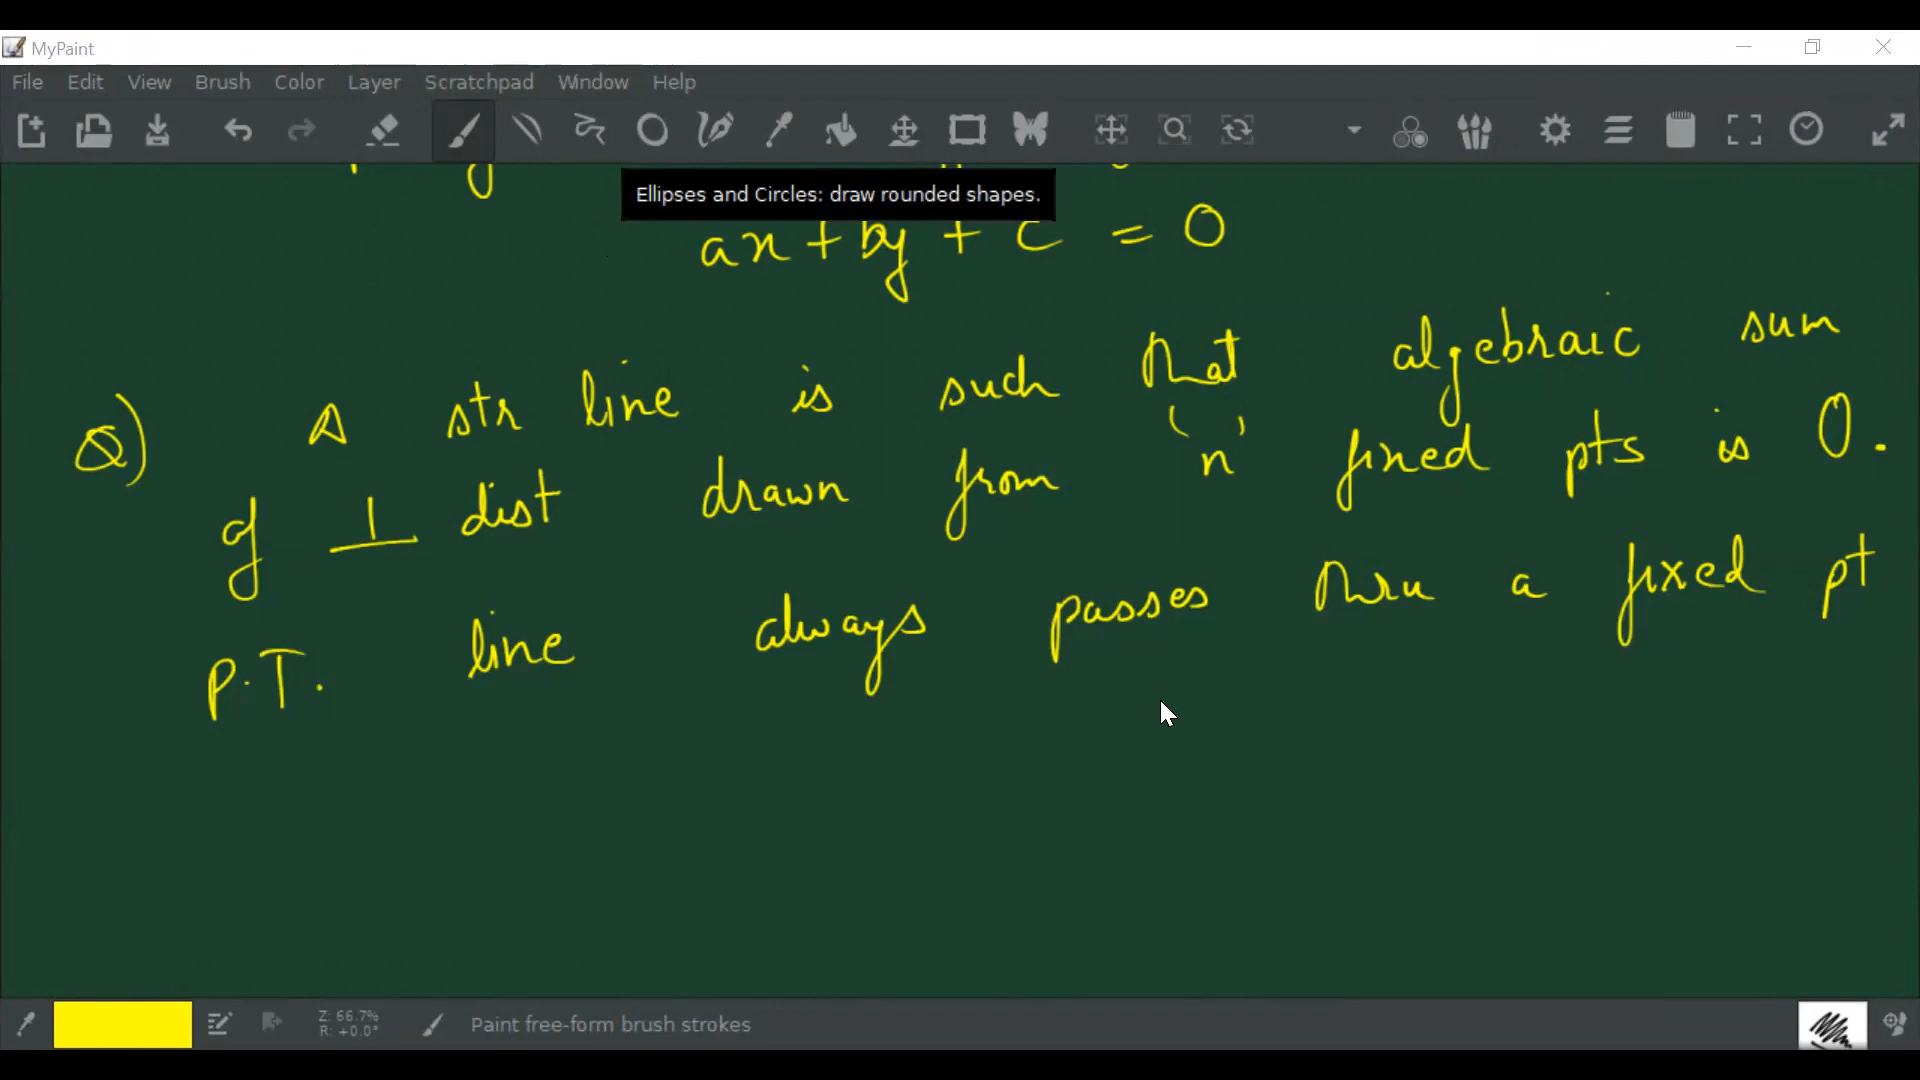 MyPaint
File Edit View Brush Color Layer Scratchpad Window Help
Ellipses and Circles: draw rounded shapes.
ax + by + c = 0
Q) A str line is such that algebraic sum
of ⊥ dist drawn from 'n' fixed pts is 0.
P.T. line always passes thru a fixed pt
Z: 66.7%
R: +0.0°
Paint free-form brush strokes